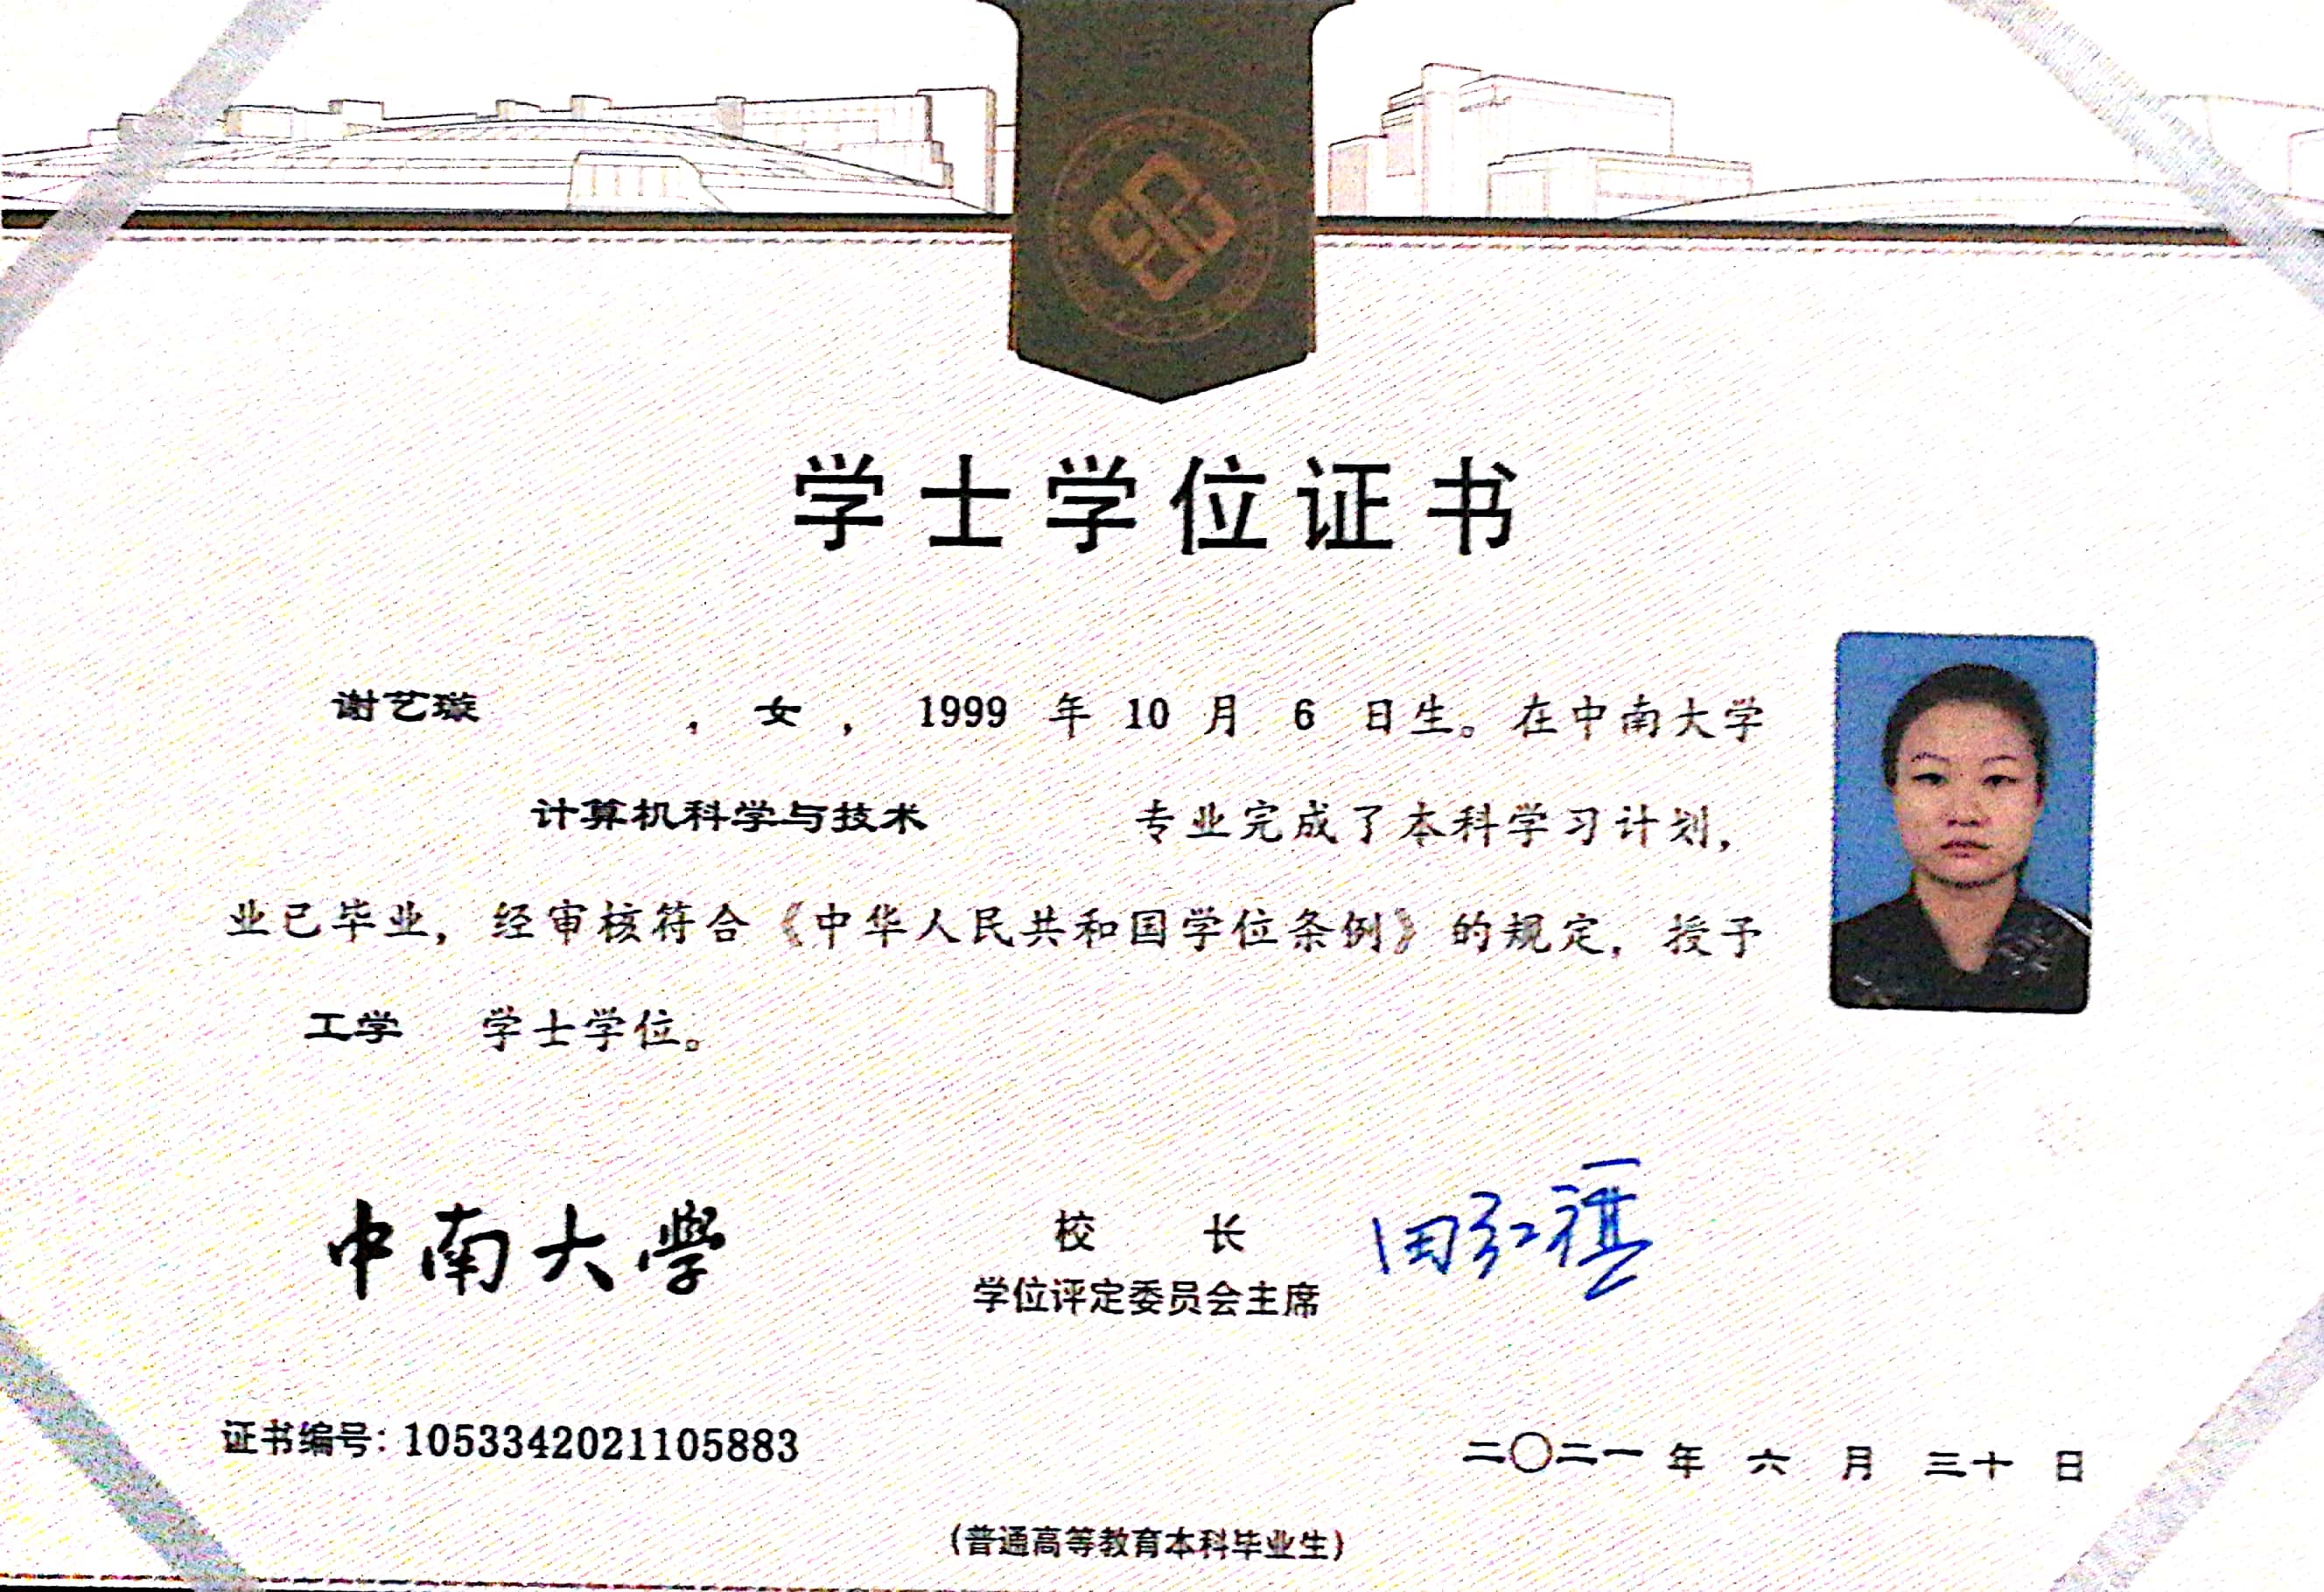 学士学位证书
谢艺璇 ，女，1999 年 10 月 6 日生。在中南大学
计算机科学与技术 专业完成了本科学习计划，
业已毕业，经审核符合《中华人民共和国学位条例》的规定，授予
工学 学士学位。
中南大學
校 长
学位评定委员会主席
田红旗
证书编号：1053342021105883
二〇二一年 六 月 三十 日
(普通高等教育本科毕业生)